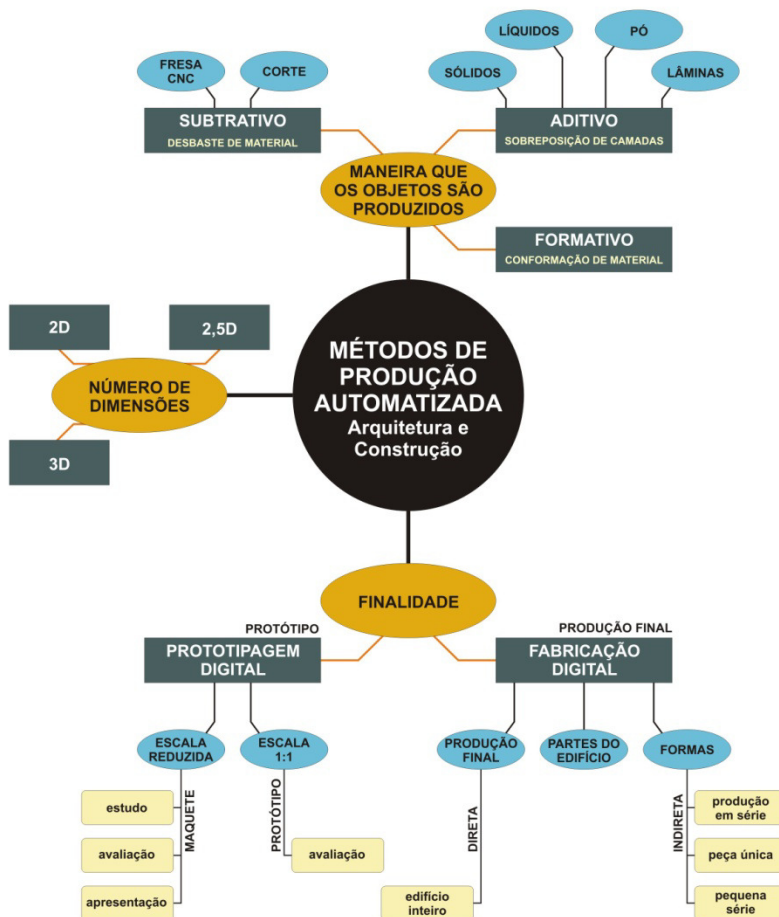 LÍQUIDOS
PÓ
FRESA
CNC
CORTE
SÓLIDOS
LÂMINAS
SUBTRATIVO
DESBASTE DE MATERIAL
ADITIVO
SOBREPOSIÇÃO DE CAMADAS
MANEIRA QUE
OS OBJETOS SÃO
PRODUZIDOS
FORMATIVO
CONFORMAÇÃO DE MATERIAL
2D
2,5D
NÚMERO DE
DIMENSÕES
3D
MÉTODOS DE
PRODUÇÃO
AUTOMATIZADA
Arquitetura e
Construção
FINALIDADE
PROTÓTIPO
PROTOTIPAGEM
DIGITAL
PRODUÇÃO FINAL
FABRICAÇÃO
DIGITAL
ESCALA
REDUZIDA
ESCALA
1:1
PRODUÇÃO
FINAL
PARTES DO
EDIFÍCIO
FORMAS
MAQUETE
estudo
avaliação
apresentação
PROTÓTIPO
avaliação
DIRETA
edifício
inteiro
INDIRETA
produção
em série
peça única
pequena
série